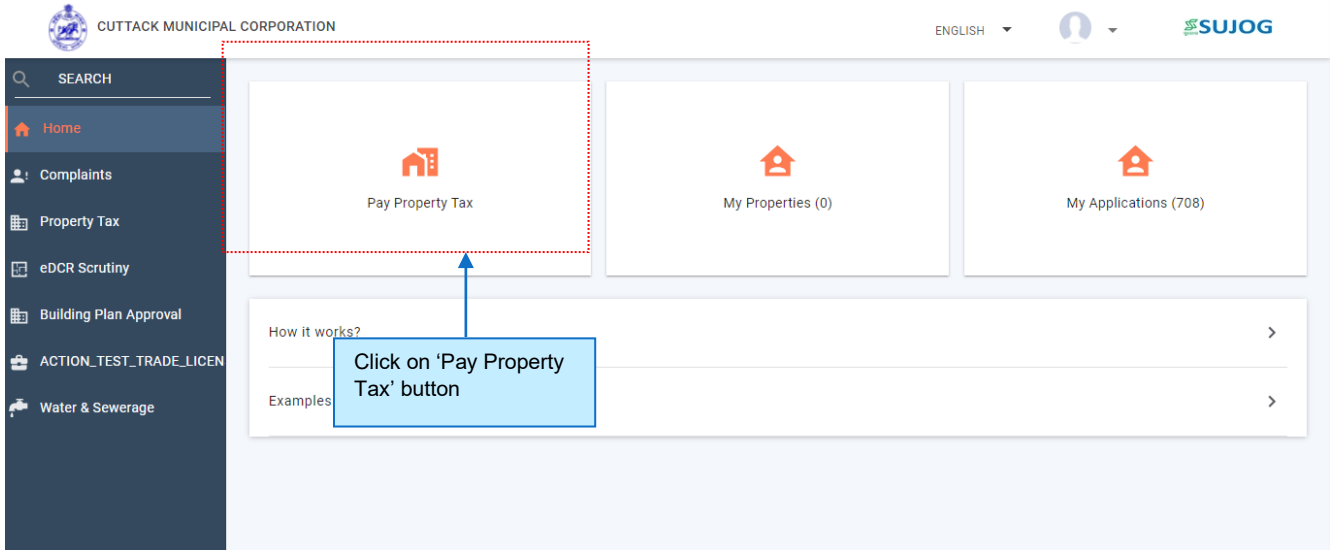 CUTTACK MUNICIPAL CORPORATION
ENGLISH
SUJOG
SEARCH
Home
Complaints
Property Tax
eDCR Scrutiny
Building Plan Approval
ACTION_TEST_TRADE_LICEN
Water & Sewerage
Pay Property Tax
My Properties (0)
My Applications (708)
How it works?
Click on ‘Pay Property
Tax’ button
Examples